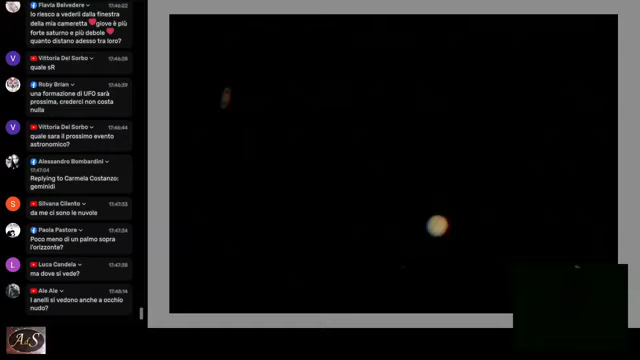 Flavia Belvedere
17:46:22
Io riesco a vederli dalla finestra
della mia cameretta ❤giove è più
forte saturno e più debole ❤
quanto distano adesso tra loro?
V
Vittoria Del Sorbo
17:46:28
quale sR
Roby Brian
17:46:39
una formazione di UFO sarà
prossima, crederci non costa
nulla
V
Vittoria Del Sorbo
17:46:44
quale sara il prossimo evento
astronomico?
Alessandro Bombardini
17:47:04
Replying to Carmela Costanzo:
geminidi
S
Silvana Cilento
17:47:33
da me ci sono le nuvole
Paola Pastore
17:47:34
Poco meno di un palmo sopra
l'orizzonte?
L
Luca Candela
17:47:38
ma dove si vede?
Ale Ale
17:48:14
I anelli si vedono anche a occhio
nudo?
AdS